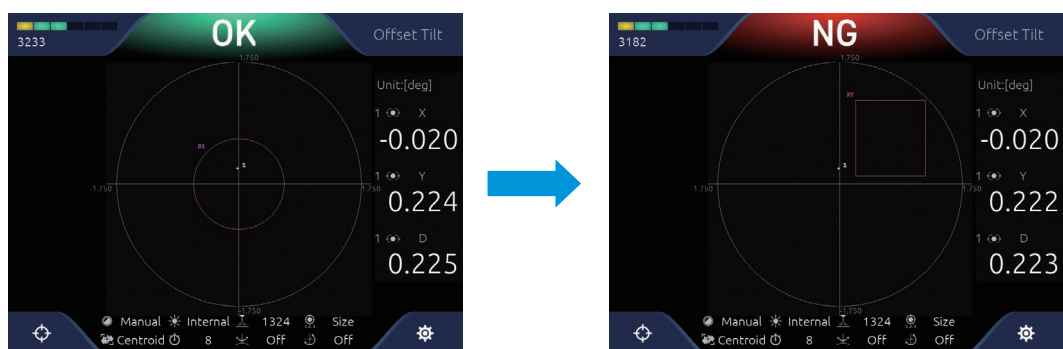 OK
3233
Offset Tilt
1.750
Unit:[deg]
1 X
-0.020
D1
1
1 Y
-1.750
1.750
0.224
1 D
0.225
-1.750
Manual Internal 1324 Size
Centroid 8 Off Off
NG
3182
Offset Tilt
1.750
Unit:[deg]
XY
1 X
-0.020
1
1 Y
-1.750
1.750
0.222
1 D
0.223
-1.750
Manual Internal 1324 Size
Centroid 8 Off Off